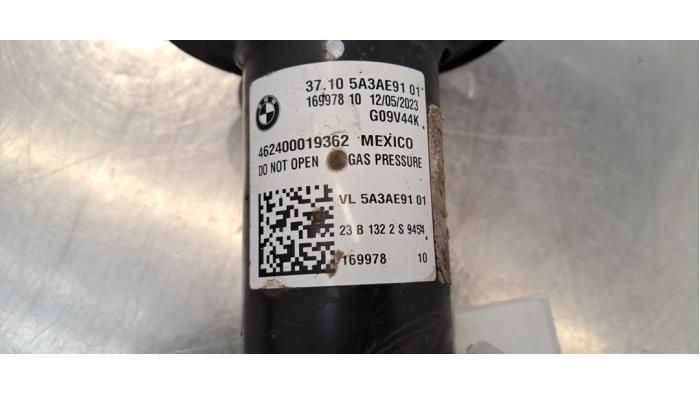 37.10 5A3AE91 01
169978 10 12/05/2023
G09V44K
462400019362 MEXICO
DO NOT OPEN GAS PRESSURE
VL 5A3AE91 01
23 B 132 2 S 9454
169978 10